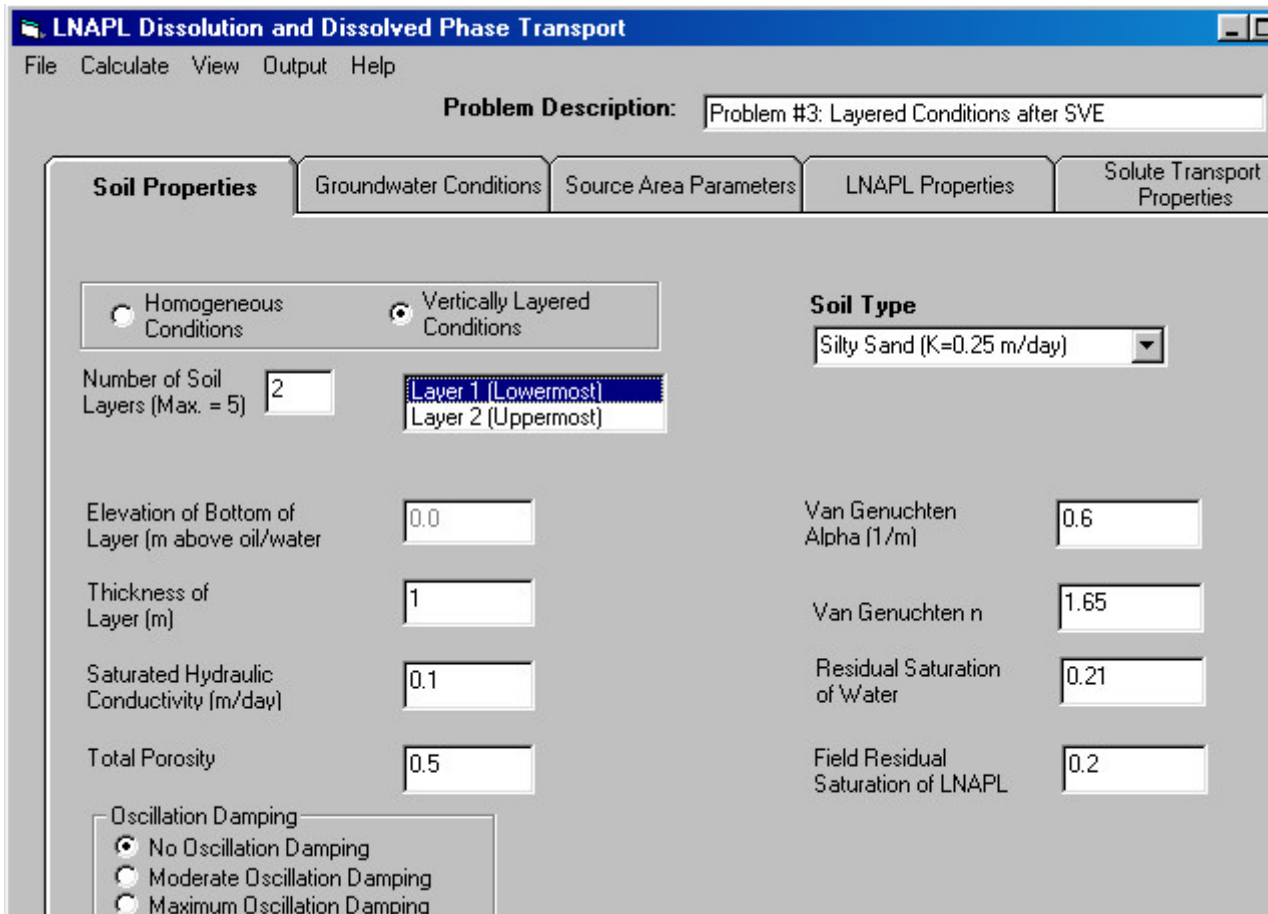 LNAPL Dissolution and Dissolved Phase Transport
File Calculate View Output Help
Problem Description: Problem #3: Layered Conditions after SVE
Soil Properties
Groundwater Conditions
Source Area Parameters
LNAPL Properties
Solute Transport
Properties
Homogeneous
Conditions
Vertically Layered
Conditions
Soil Type
Silty Sand (K=0.25 m/day)
Number of Soil
Layers (Max. = 5)
2
Layer 1 (Lowermost)
Layer 2 (Uppermost)
Elevation of Bottom of
Layer (m above oil/water
0.0
Van Genuchten
Alpha (1/m)
0.6
Thickness of
Layer (m)
1
Van Genuchten n
1.65
Saturated Hydraulic
Conductivity (m/day)
0.1
Residual Saturation
of Water
0.21
Total Porosity
0.5
Field Residual
Saturation of LNAPL
0.2
Oscillation Damping
No Oscillation Damping
Moderate Oscillation Damping
Maximum Oscillation Damping